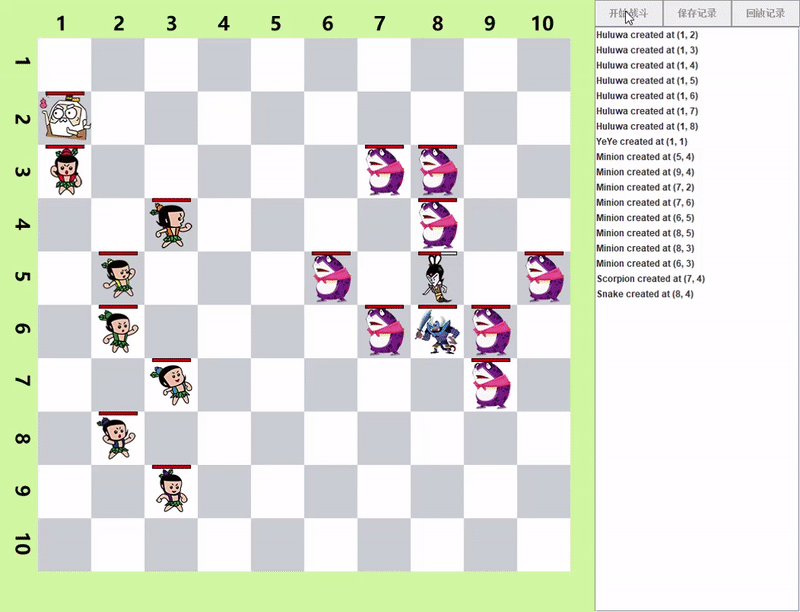 1 2 3 4 5 6 7 8 9 10
1
2
3
4
5
6
7
8
9
10
开始战斗 保存记录 回放记录
Huluwa created at (1, 2)
Huluwa created at (1, 3)
Huluwa created at (1, 4)
Huluwa created at (1, 5)
Huluwa created at (1, 6)
Huluwa created at (1, 7)
Huluwa created at (1, 8)
YeYe created at (1, 1)
Minion created at (5, 4)
Minion created at (9, 4)
Minion created at (7, 2)
Minion created at (7, 6)
Minion created at (6, 5)
Minion created at (8, 5)
Minion created at (8, 3)
Minion created at (6, 3)
Scorpion created at (7, 4)
Snake created at (8, 4)